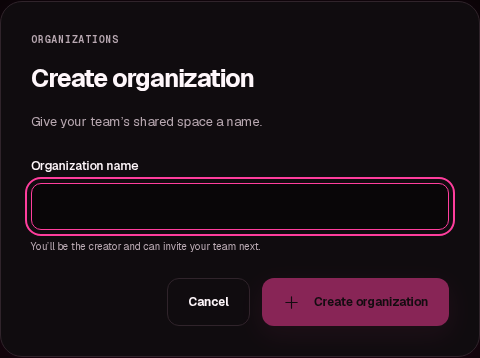 ORGANIZATIONS
Create organization
Give your team's shared space a name.
Organization name
You'll be the creator and can invite your team next.
Cancel
Create organization